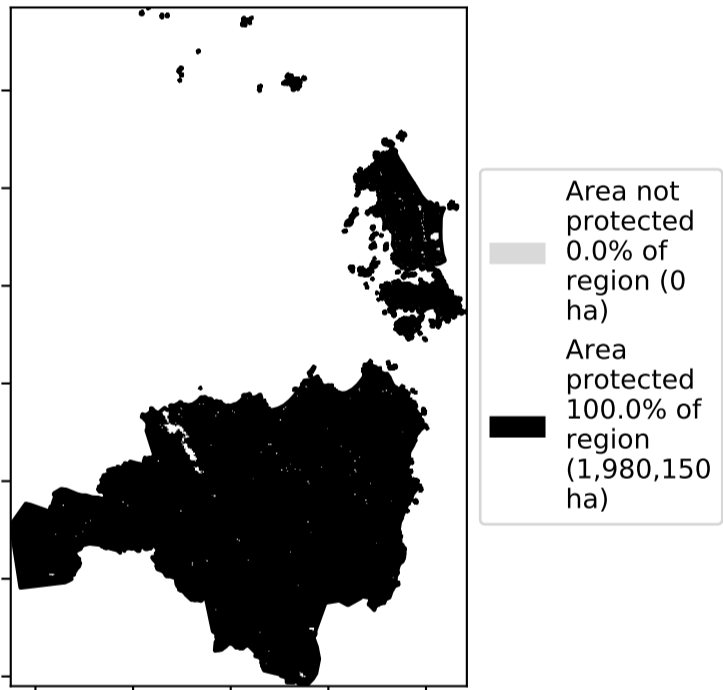 Area not
protected
0.0% of
region (0
ha)
Area
protected
100.0% of
region
(1,980,150
ha)